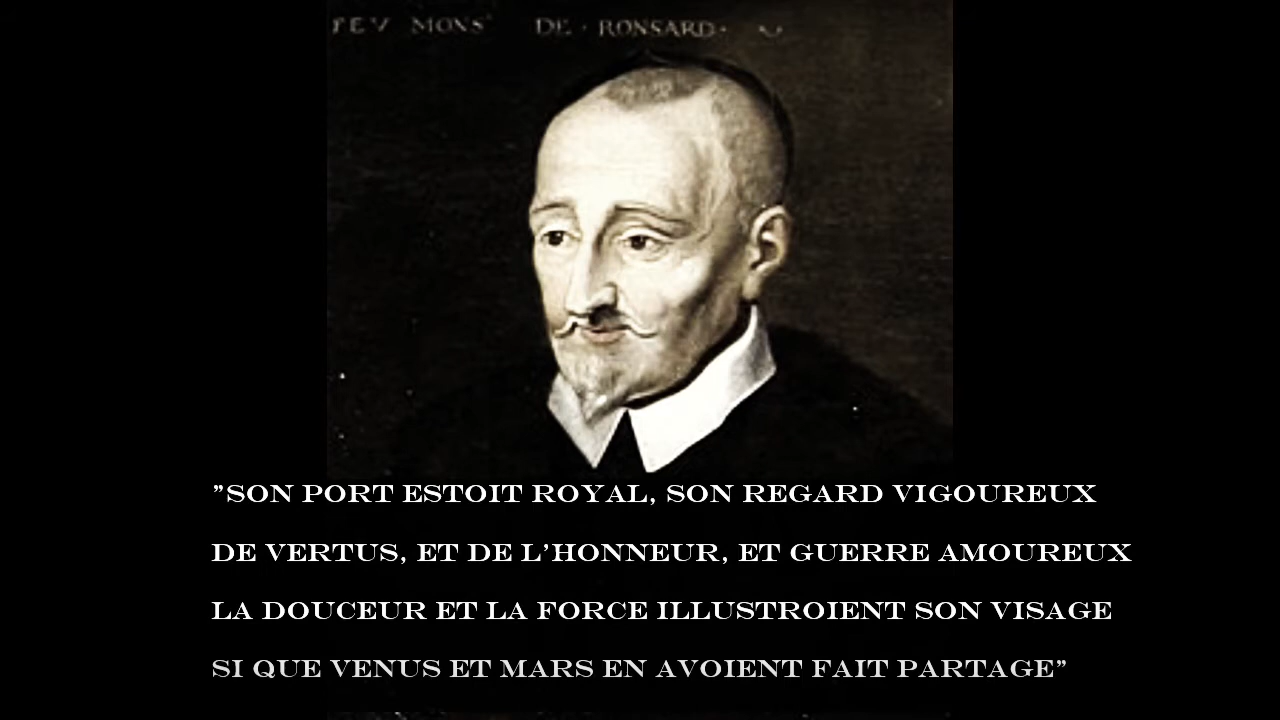 FEV MONS DE · RONSARD ·
”SON PORT ESTOIT ROYAL, SON REGARD VIGOUREUX
DE VERTUS, ET DE L’HONNEUR, ET GUERRE AMOUREUX
LA DOUCEUR ET LA FORCE ILLUSTROIENT SON VISAGE
SI QUE VENUS ET MARS EN AVOIENT FAIT PARTAGE”